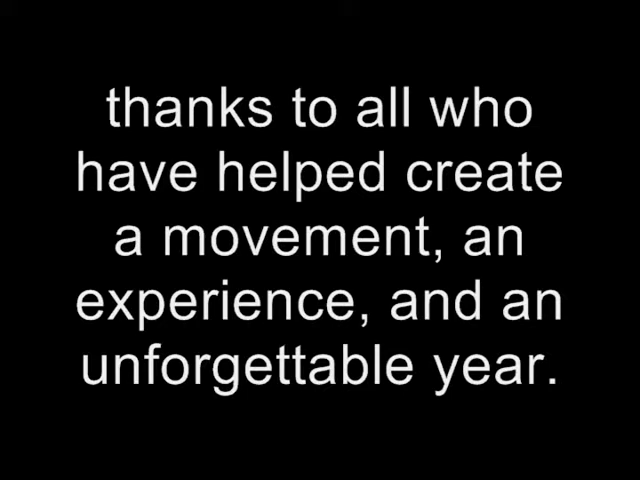 thanks to all who
have helped create
a movement, an
experience, and an
unforgettable year.